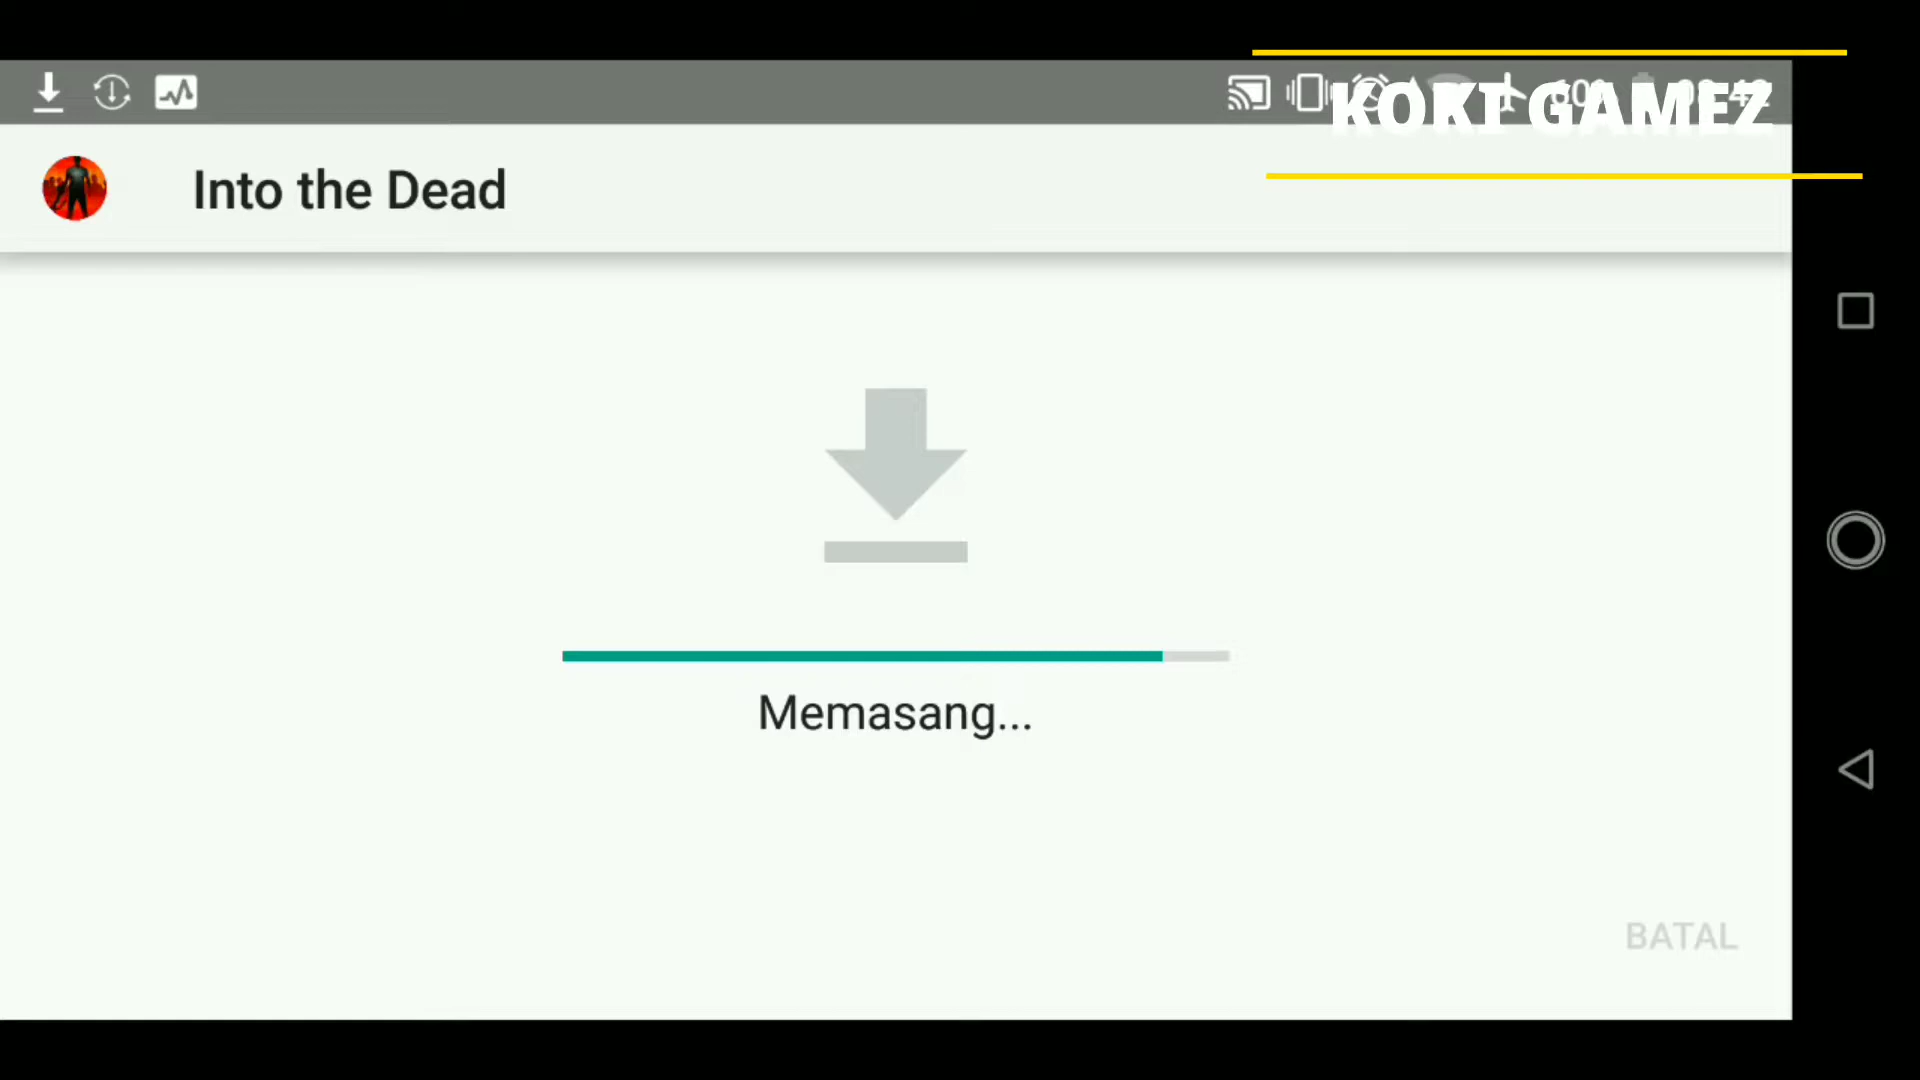 KOKI GAMEZ
Into the Dead
Memasang...
BATAL